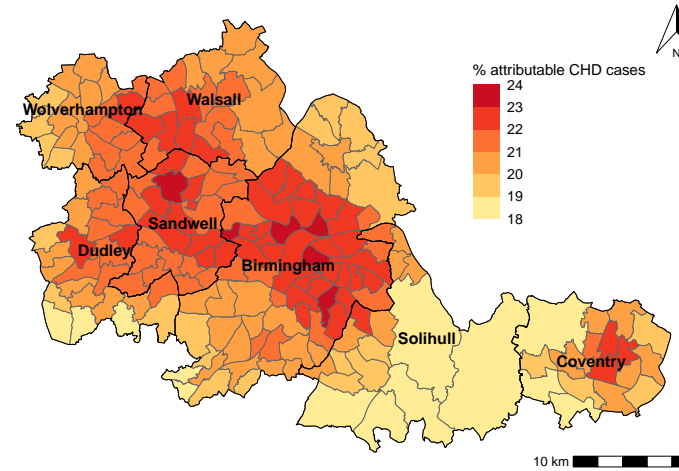 N
% attributable CHD cases
24
23
22
21
20
19
18
Wolverhampton
Walsall
Sandwell
Dudley
Birmingham
Solihull
Coventry
10 km